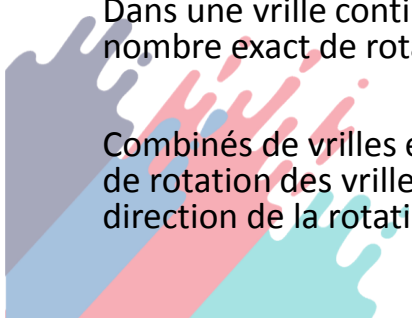 Dans une vrille conti
nombre exact de rota
Combinés de vrilles e
de rotation des vrille
direction de la rotati